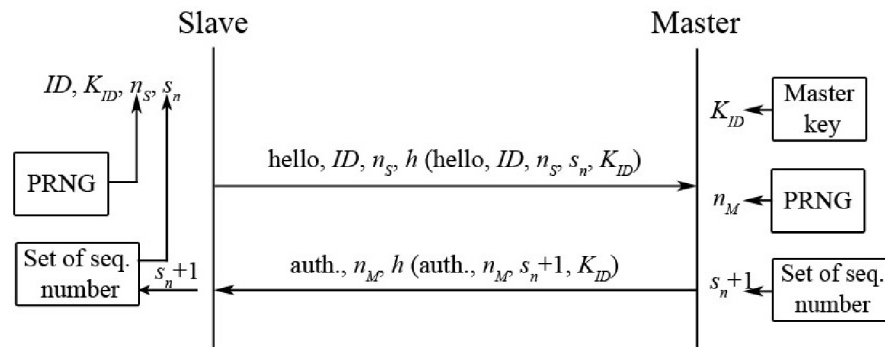 Slave Master
ID, K_ID, n_S, s_n
Master
key
K_ID
hello, ID, n_S, h (hello, ID, n_S, s_n, K_ID)
PRNG
n_M
PRNG
Set of seq.
number
s_n+1
auth., n_M, h (auth., n_M, s_n+1, K_ID)
s_n+1
Set of seq.
number